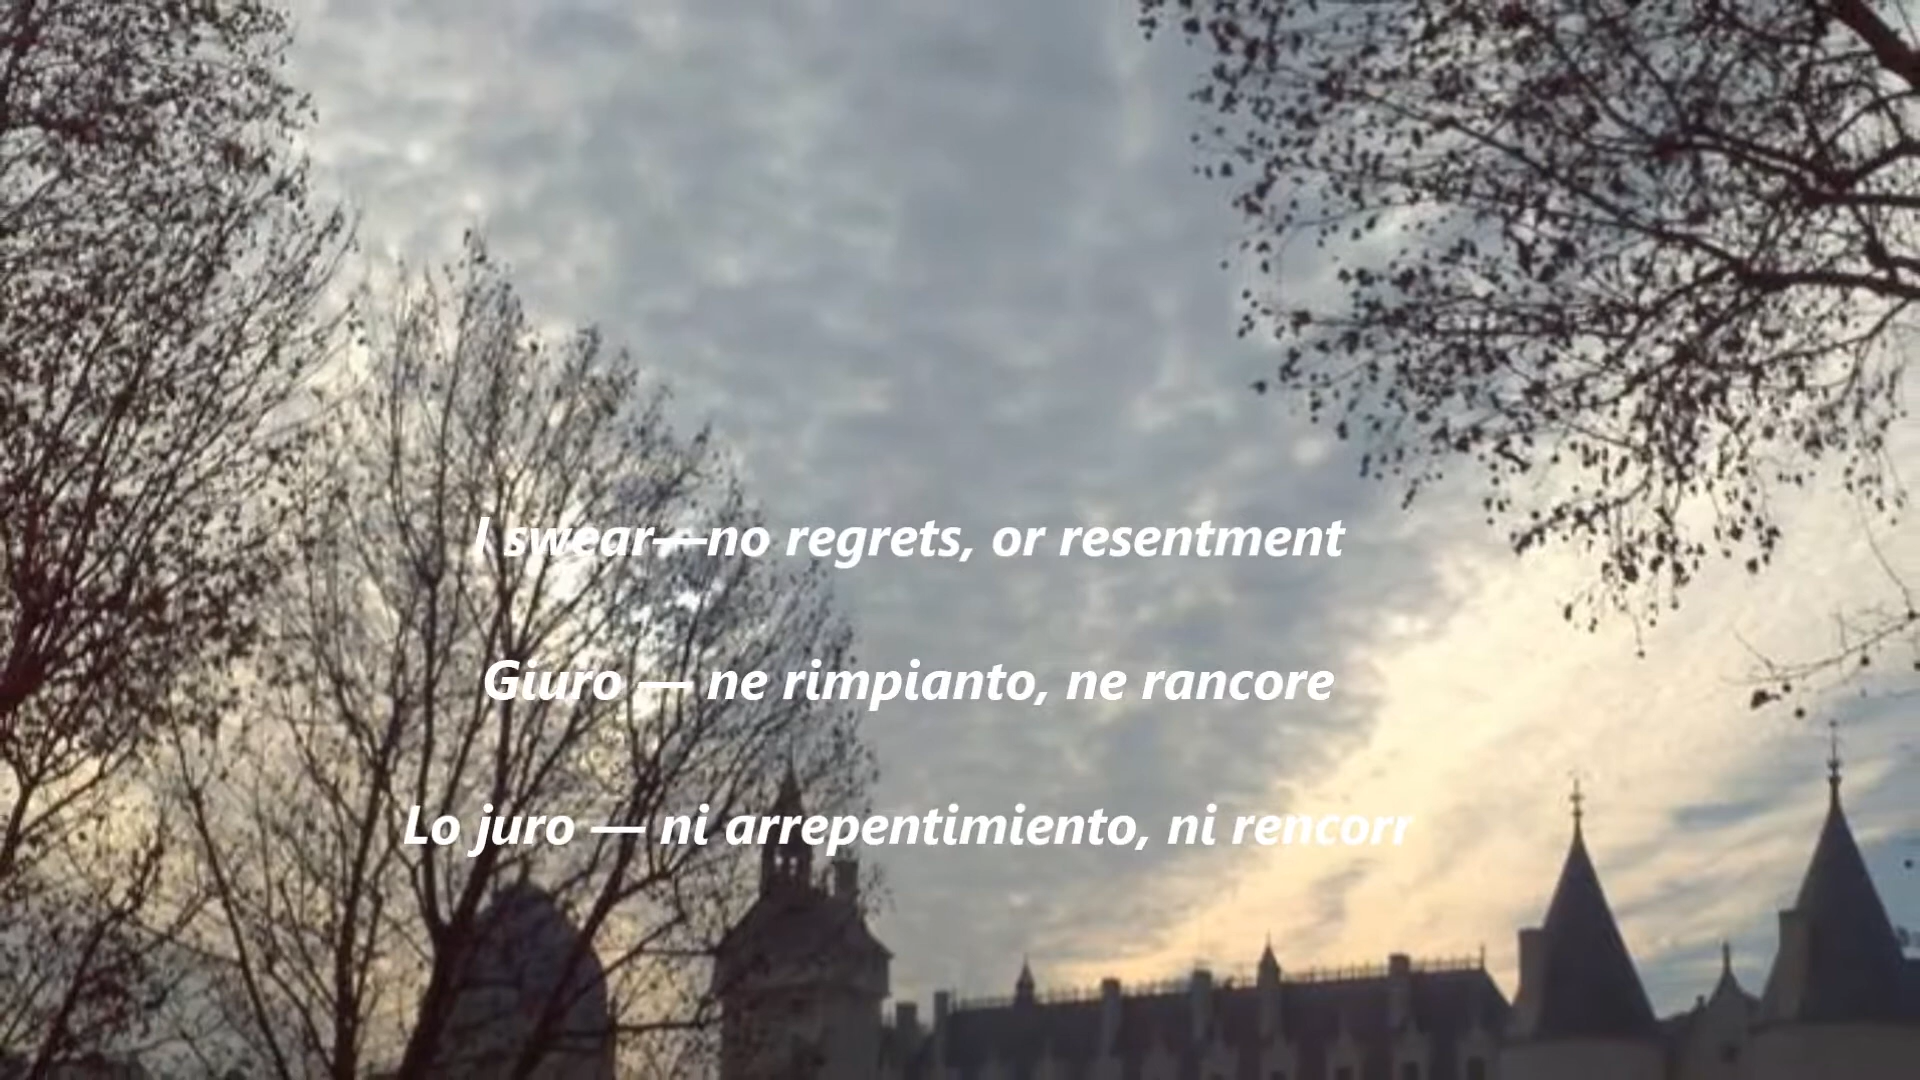 I swear—no regrets, or resentment
Giuro — ne rimpianto, ne rancore
Lo juro — ni arrepentimiento, ni rencorr